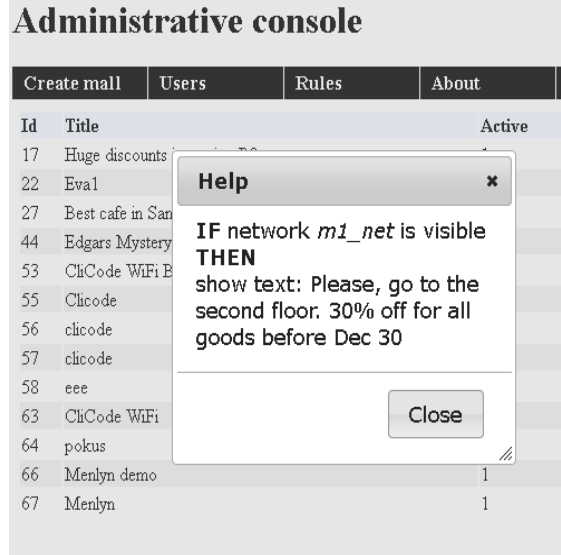 Administrative console
Create mall Users Rules About
Id Title Active
17 Huge discounts
22 Eva1
27 Best cafe in San
44 Edgars Mystery
53 CliCode WiFi B
55 Clicode
56 clicode
57 clicode
58 eee
63 CliCode WiFi
64 pokus
66 Menlyn demo 1
67 Menlyn 1
Help
IF network m1_net is visible
THEN
show text: Please, go to the
second floor. 30% off for all
goods before Dec 30
Close